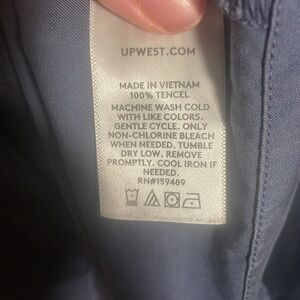 UPWEST.COM
MADE IN VIETNAM
100% TENCEL
MACHINE WASH COLD
WITH LIKE COLORS.
GENTLE CYCLE. ONLY
NON-CHLORINE BLEACH
WHEN NEEDED. TUMBLE
DRY LOW. REMOVE
PROMPTLY. COOL IRON IF
NEEDED.
RN#159489